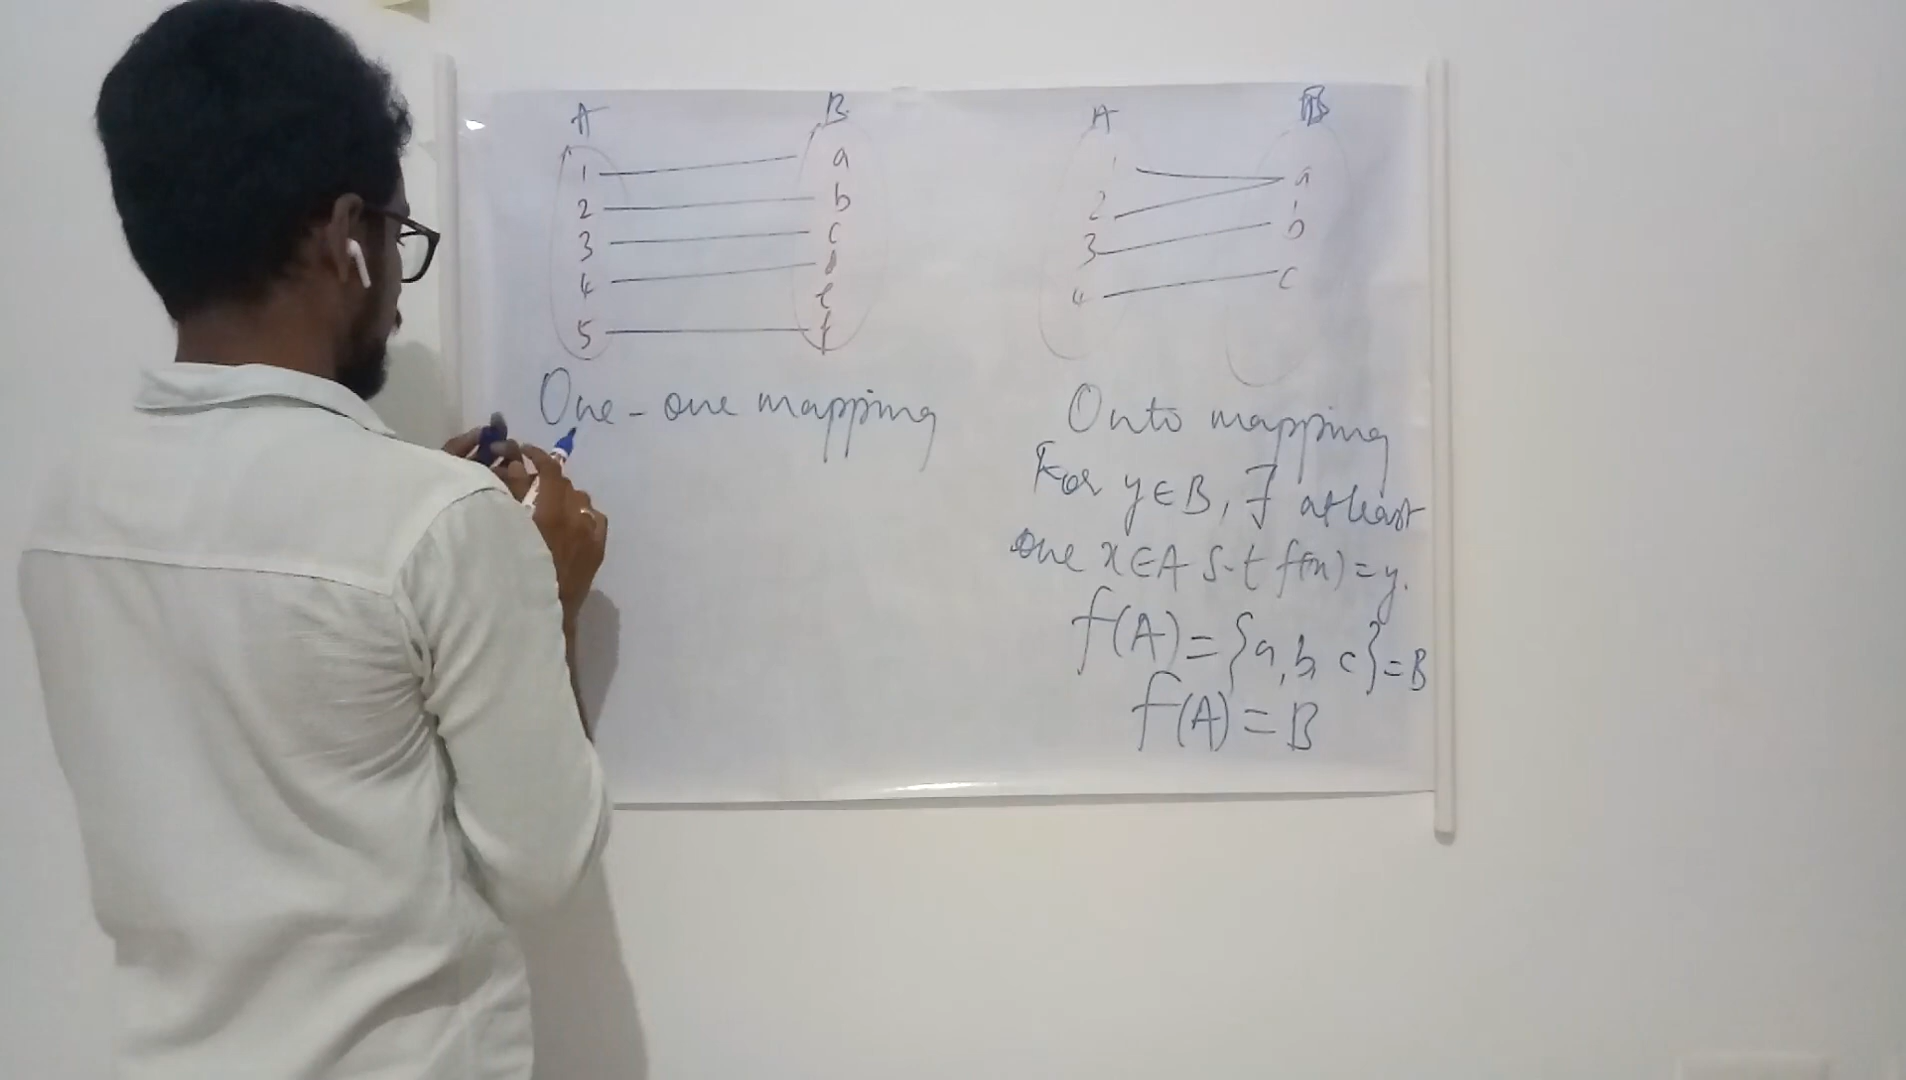 A B
1 a
2 b
3 c
4 d
5 e
f
One-one mapping
A B
1 a
2 b
3 c
4
Onto mapping
For y∈B, ∃ atleast
one x∈A S.t f(x)=y.
f(A)={a, b, c}=B
f(A)=B